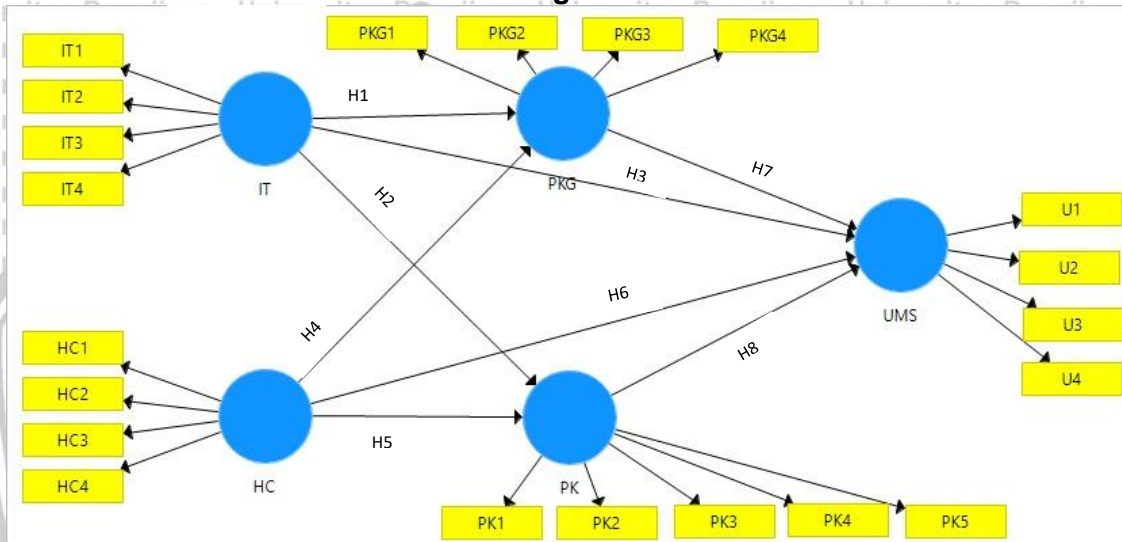 IT1
IT2
IT3
IT4
IT
PKG1
PKG2
PKG3
PKG4
PKG
H1
H2
H3
H7
H4
H6
H5
H8
HC1
HC2
HC3
HC4
HC
PK
PK1
PK2
PK3
PK4
PK5
UMS
U1
U2
U3
U4